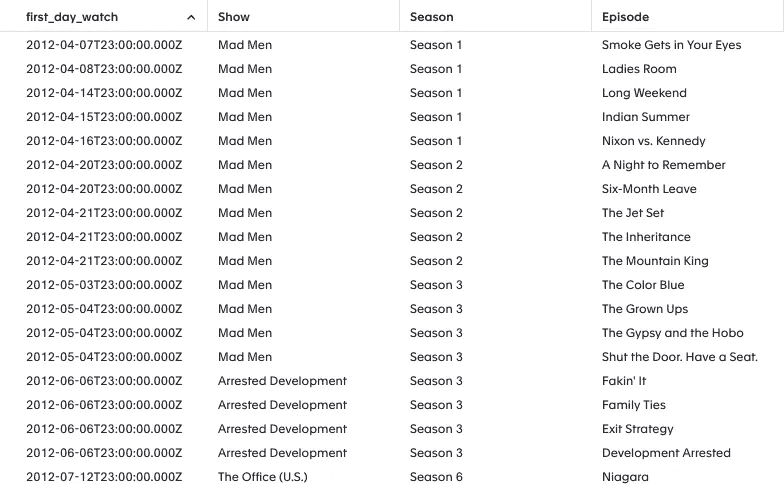 first_day_watch Show Season Episode
2012-04-07T23:00:00.000Z Mad Men Season 1 Smoke Gets in Your Eyes
2012-04-08T23:00:00.000Z Mad Men Season 1 Ladies Room
2012-04-14T23:00:00.000Z Mad Men Season 1 Long Weekend
2012-04-15T23:00:00.000Z Mad Men Season 1 Indian Summer
2012-04-16T23:00:00.000Z Mad Men Season 1 Nixon vs. Kennedy
2012-04-20T23:00:00.000Z Mad Men Season 2 A Night to Remember
2012-04-20T23:00:00.000Z Mad Men Season 2 Six-Month Leave
2012-04-21T23:00:00.000Z Mad Men Season 2 The Jet Set
2012-04-21T23:00:00.000Z Mad Men Season 2 The Inheritance
2012-04-21T23:00:00.000Z Mad Men Season 2 The Mountain King
2012-05-03T23:00:00.000Z Mad Men Season 3 The Color Blue
2012-05-04T23:00:00.000Z Mad Men Season 3 The Grown Ups
2012-05-04T23:00:00.000Z Mad Men Season 3 The Gypsy and the Hobo
2012-05-04T23:00:00.000Z Mad Men Season 3 Shut the Door. Have a Seat.
2012-06-06T23:00:00.000Z Arrested Development Season 3 Fakin' It
2012-06-06T23:00:00.000Z Arrested Development Season 3 Family Ties
2012-06-06T23:00:00.000Z Arrested Development Season 3 Exit Strategy
2012-06-06T23:00:00.000Z Arrested Development Season 3 Development Arrested
2012-07-12T23:00:00.000Z The Office (U.S.) Season 6 Niagara